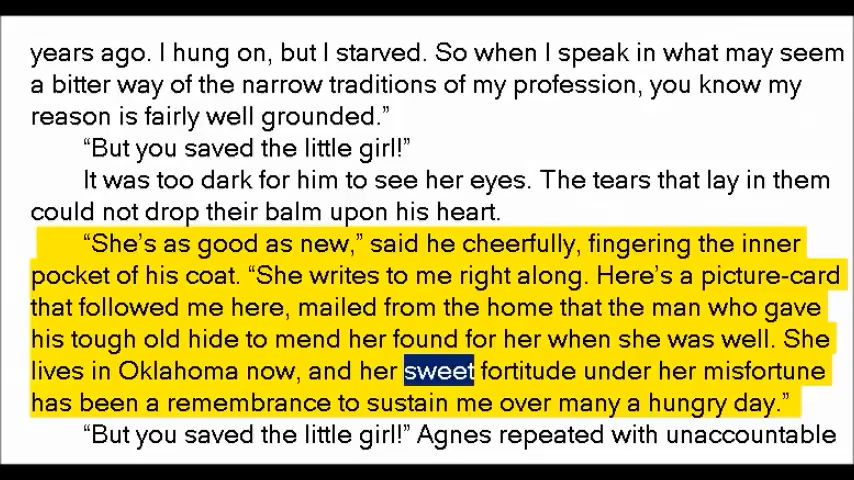 years ago. I hung on, but I starved. So when I speak in what may seem
a bitter way of the narrow traditions of my profession, you know my
reason is fairly well grounded.”
“But you saved the little girl!”
It was too dark for him to see her eyes. The tears that lay in them
could not drop their balm upon his heart.
“She’s as good as new,” said he cheerfully, fingering the inner
pocket of his coat. “She writes to me right along. Here’s a picture-card
that followed me here, mailed from the home that the man who gave
his tough old hide to mend her found for her when she was well. She
lives in Oklahoma now, and her sweet fortitude under her misfortune
has been a remembrance to sustain me over many a hungry day.”
“But you saved the little girl!” Agnes repeated with unaccountable